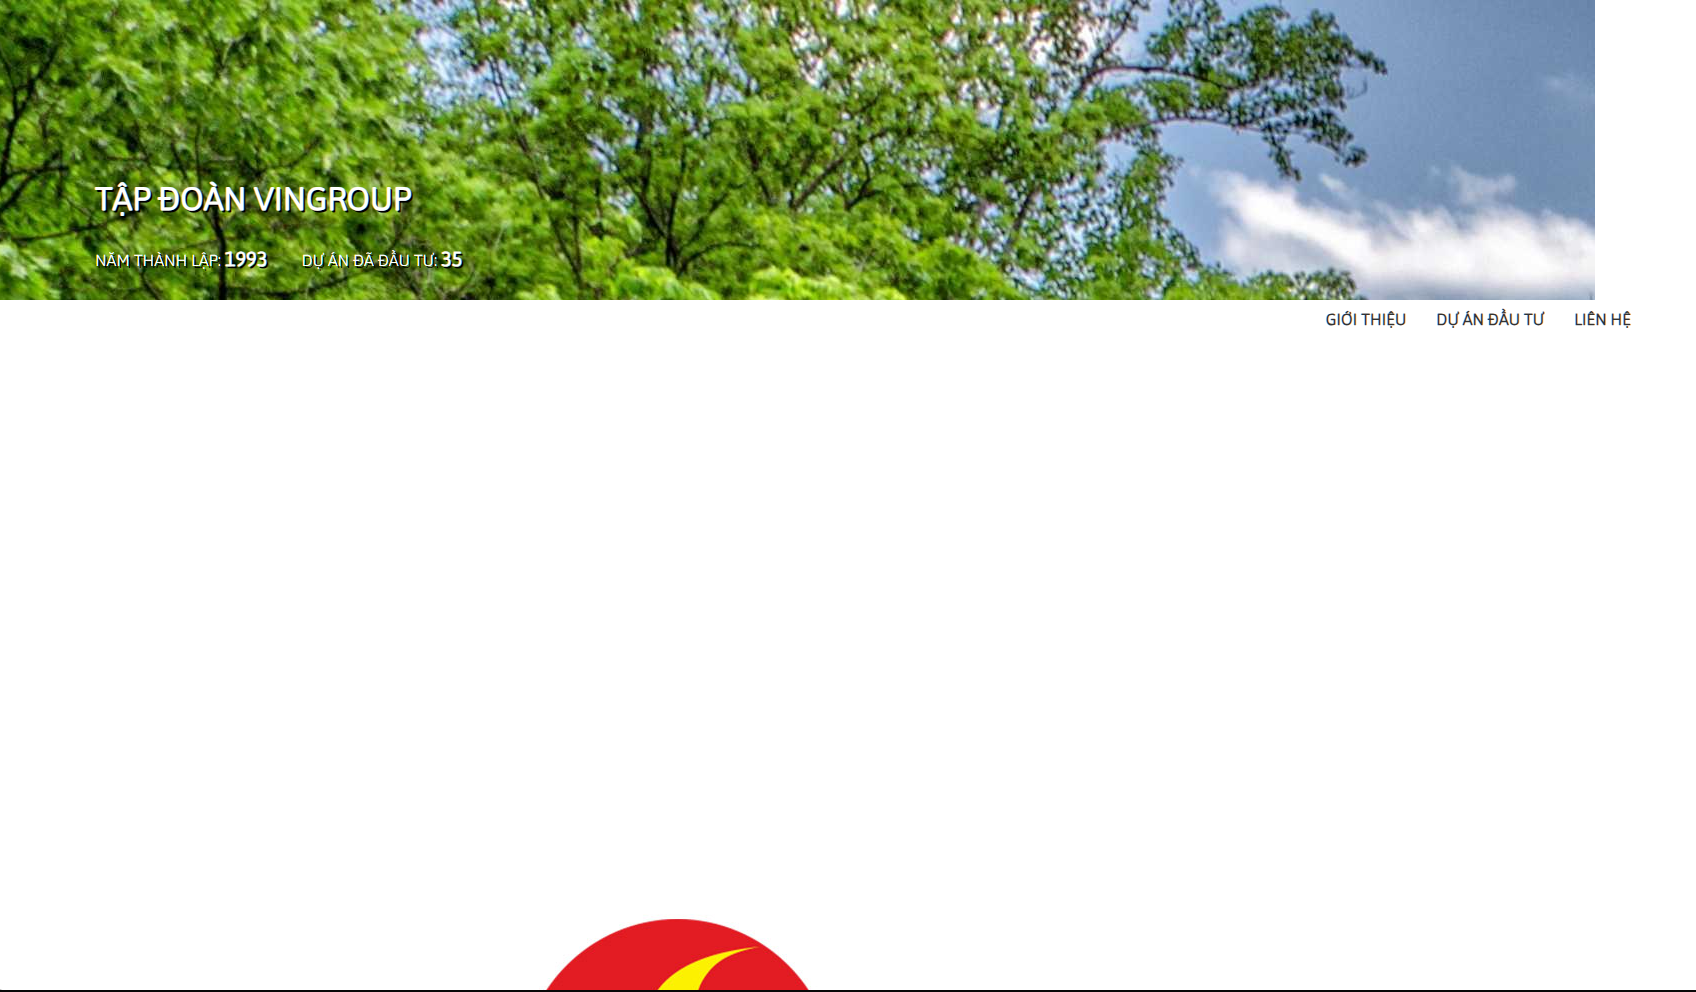 TẬP ĐOÀN VINGROUP
NĂM THÀNH LẬP: 1993 DỰ ÁN ĐÃ ĐẦU TƯ: 35
GIỚI THIỆU DỰ ÁN ĐẦU TƯ LIÊN HỆ